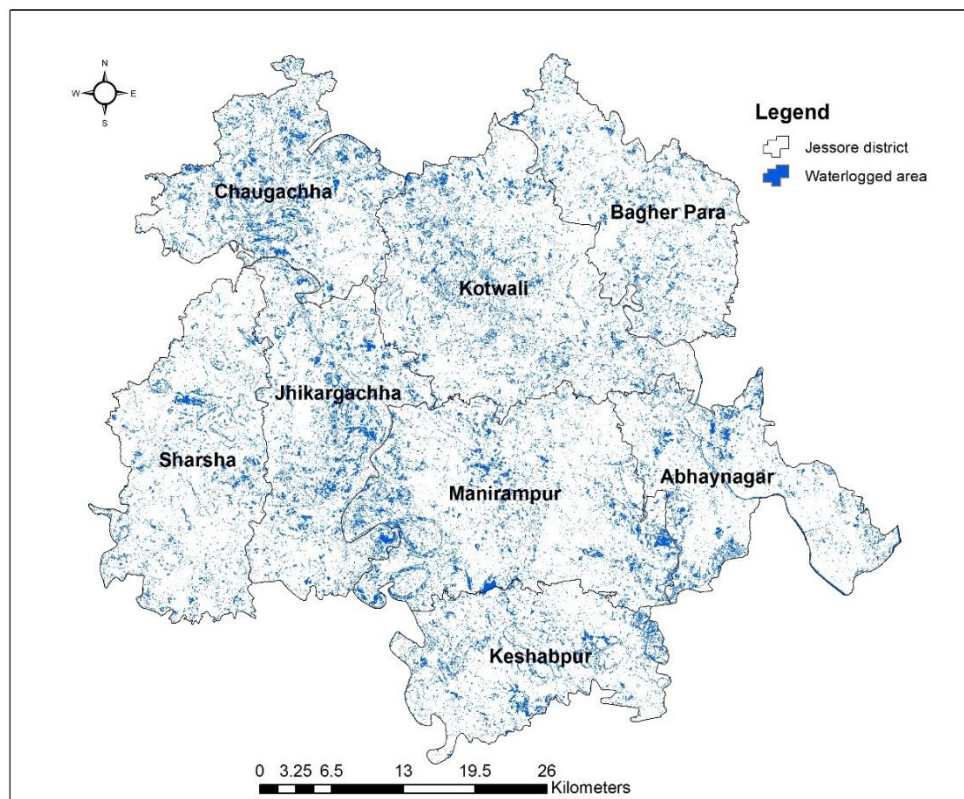 N
W E
S
Legend
Jessore district
Waterlogged area
Chaugachha
Bagher Para
Kotwali
Jhikargachha
Sharsha
Manirampur
Abhaynagar
Keshabpur
0 3.25 6.5 13 19.5 26
Kilometers